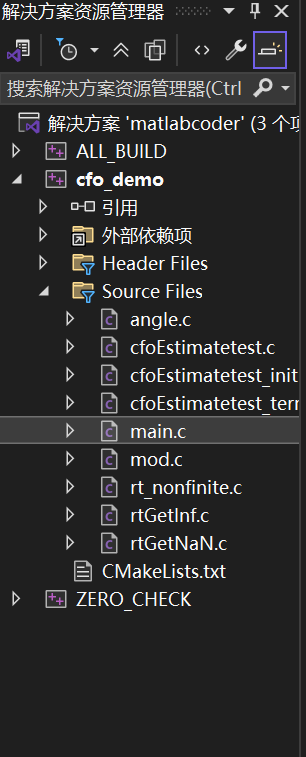 解决方案资源管理器
搜索解决方案资源管理器(Ctrl
解决方案 'matlabcoder' (3 个项
ALL_BUILD
cfo_demo
引用
外部依赖项
Header Files
Source Files
angle.c
cfoEstimatetest.c
cfoEstimatetest_init
cfoEstimatetest_tern
main.c
mod.c
rt_nonfinite.c
rtGetInf.c
rtGetNaN.c
CMakeLists.txt
ZERO_CHECK